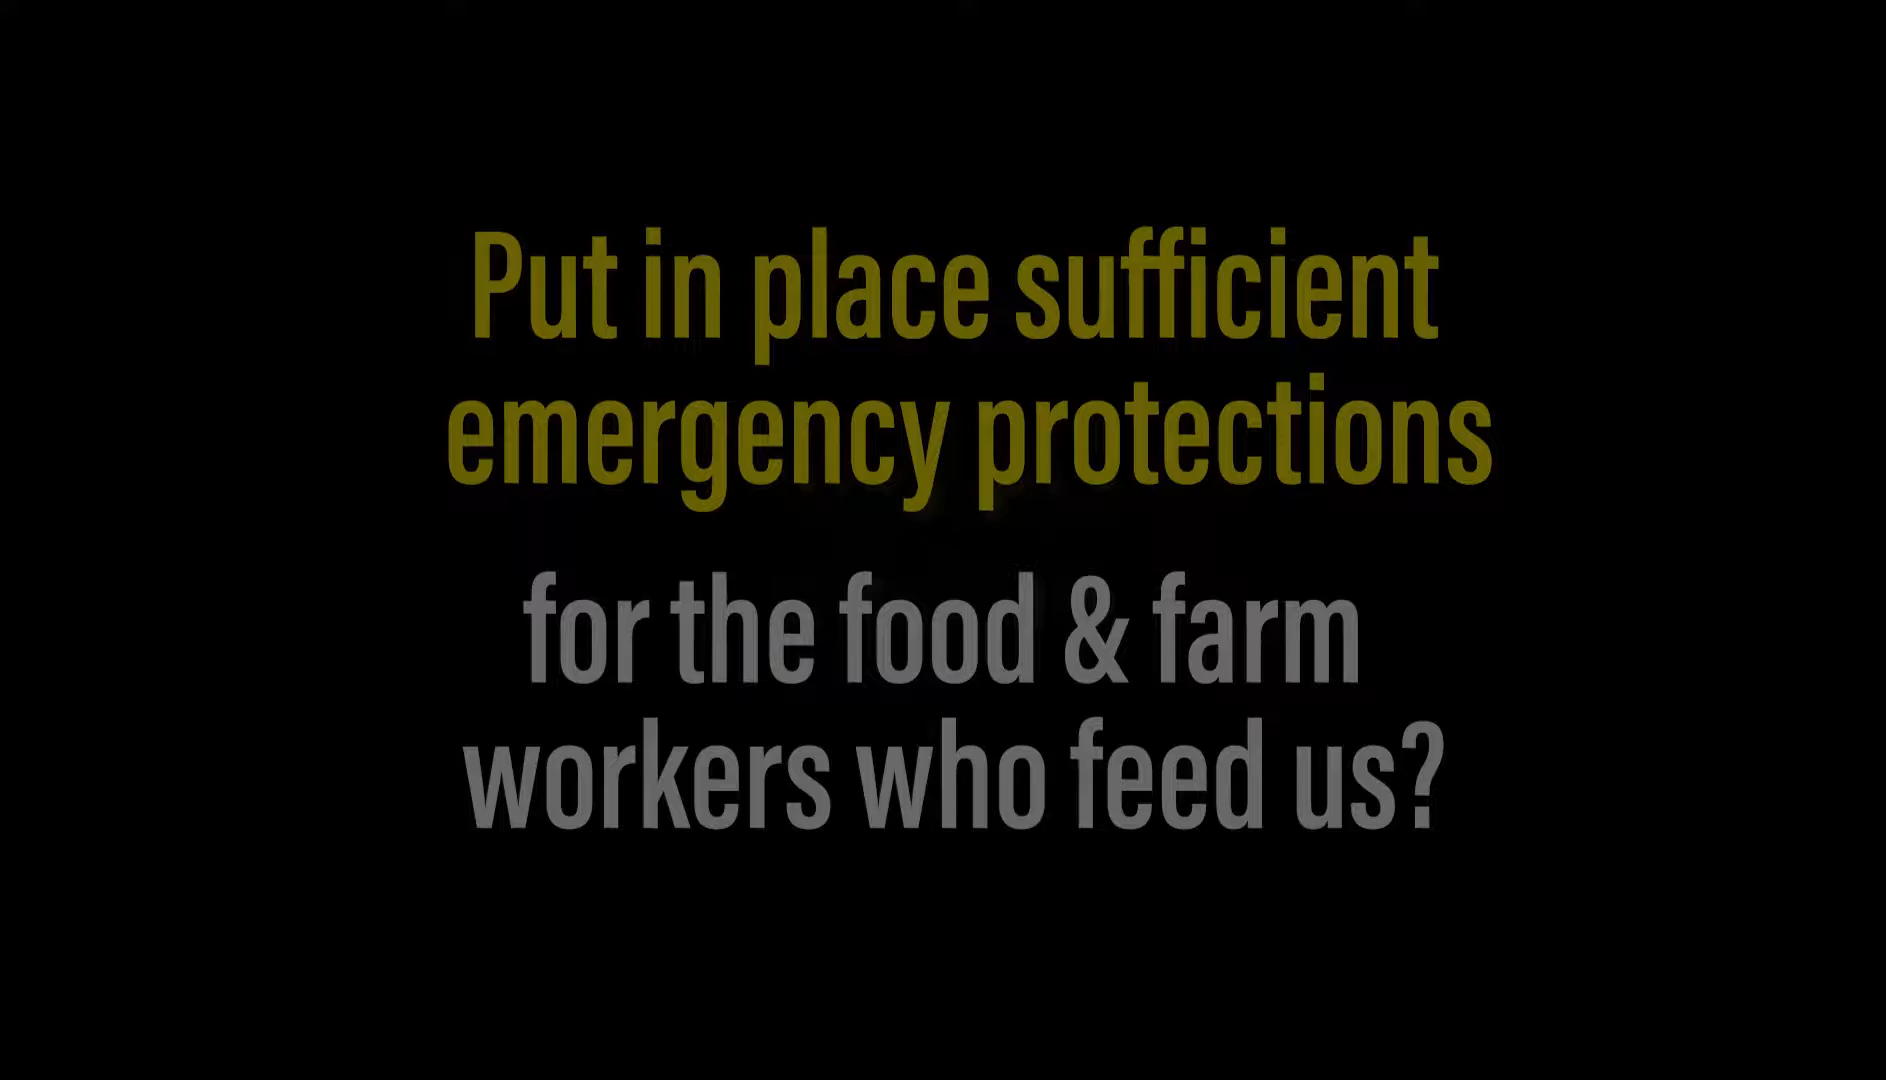 Put in place sufficient
emergency protections
for the food & farm
workers who feed us?